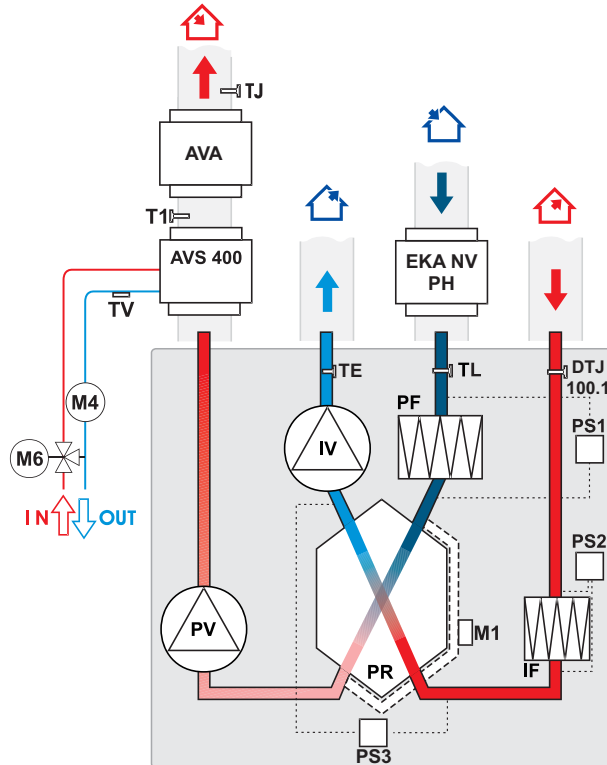 TJ
AVA
T1
AVS 400
EKA NV
PH
TV
TE
TL
DTJ
100.1
PF
M4
PS1
IV
M6
IN
OUT
PS2
PV
M1
PR
IF
PS3